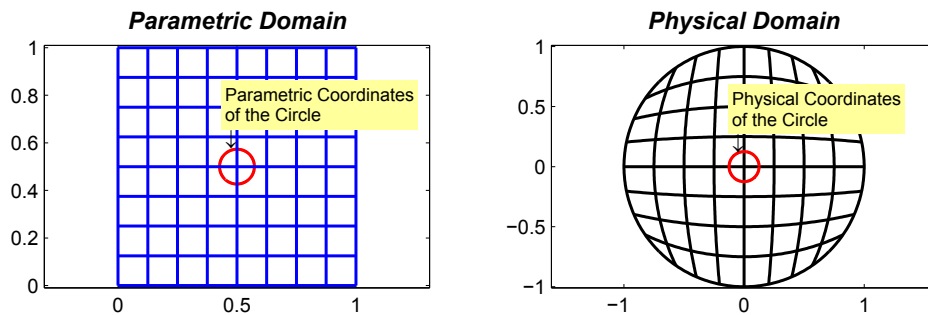 Parametric Domain
1
0.8
0.6
0.4
0.2
0
0
0.5
1
Parametric Coordinates
of the Circle
Physical Domain
1
0.5
0
−0.5
−1
−1
0
1
Physical Coordinates
of the Circle